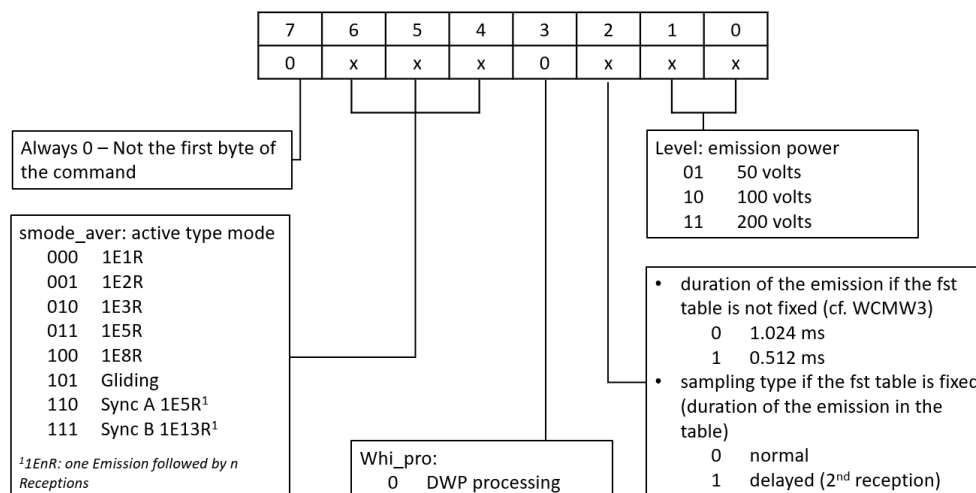 7 6 5 4 3 2 1 0
0 x x x 0 x x x
Always 0 – Not the first byte of
the command
Level: emission power
01 50 volts
10 100 volts
11 200 volts
smode_aver: active type mode
000 1E1R
001 1E2R
010 1E3R
011 1E5R
100 1E8R
101 Gliding
110 Sync A 1E5R¹
111 Sync B 1E13R¹
¹1EnR: one Emission followed by n
Receptions
Whi_pro:
0 DWP processing
• duration of the emission if the fst
table is not fixed (cf. WCMW3)
0 1.024 ms
1 0.512 ms
• sampling type if the fst table is fixed
(duration of the emission in the
table)
0 normal
1 delayed (2nd reception)